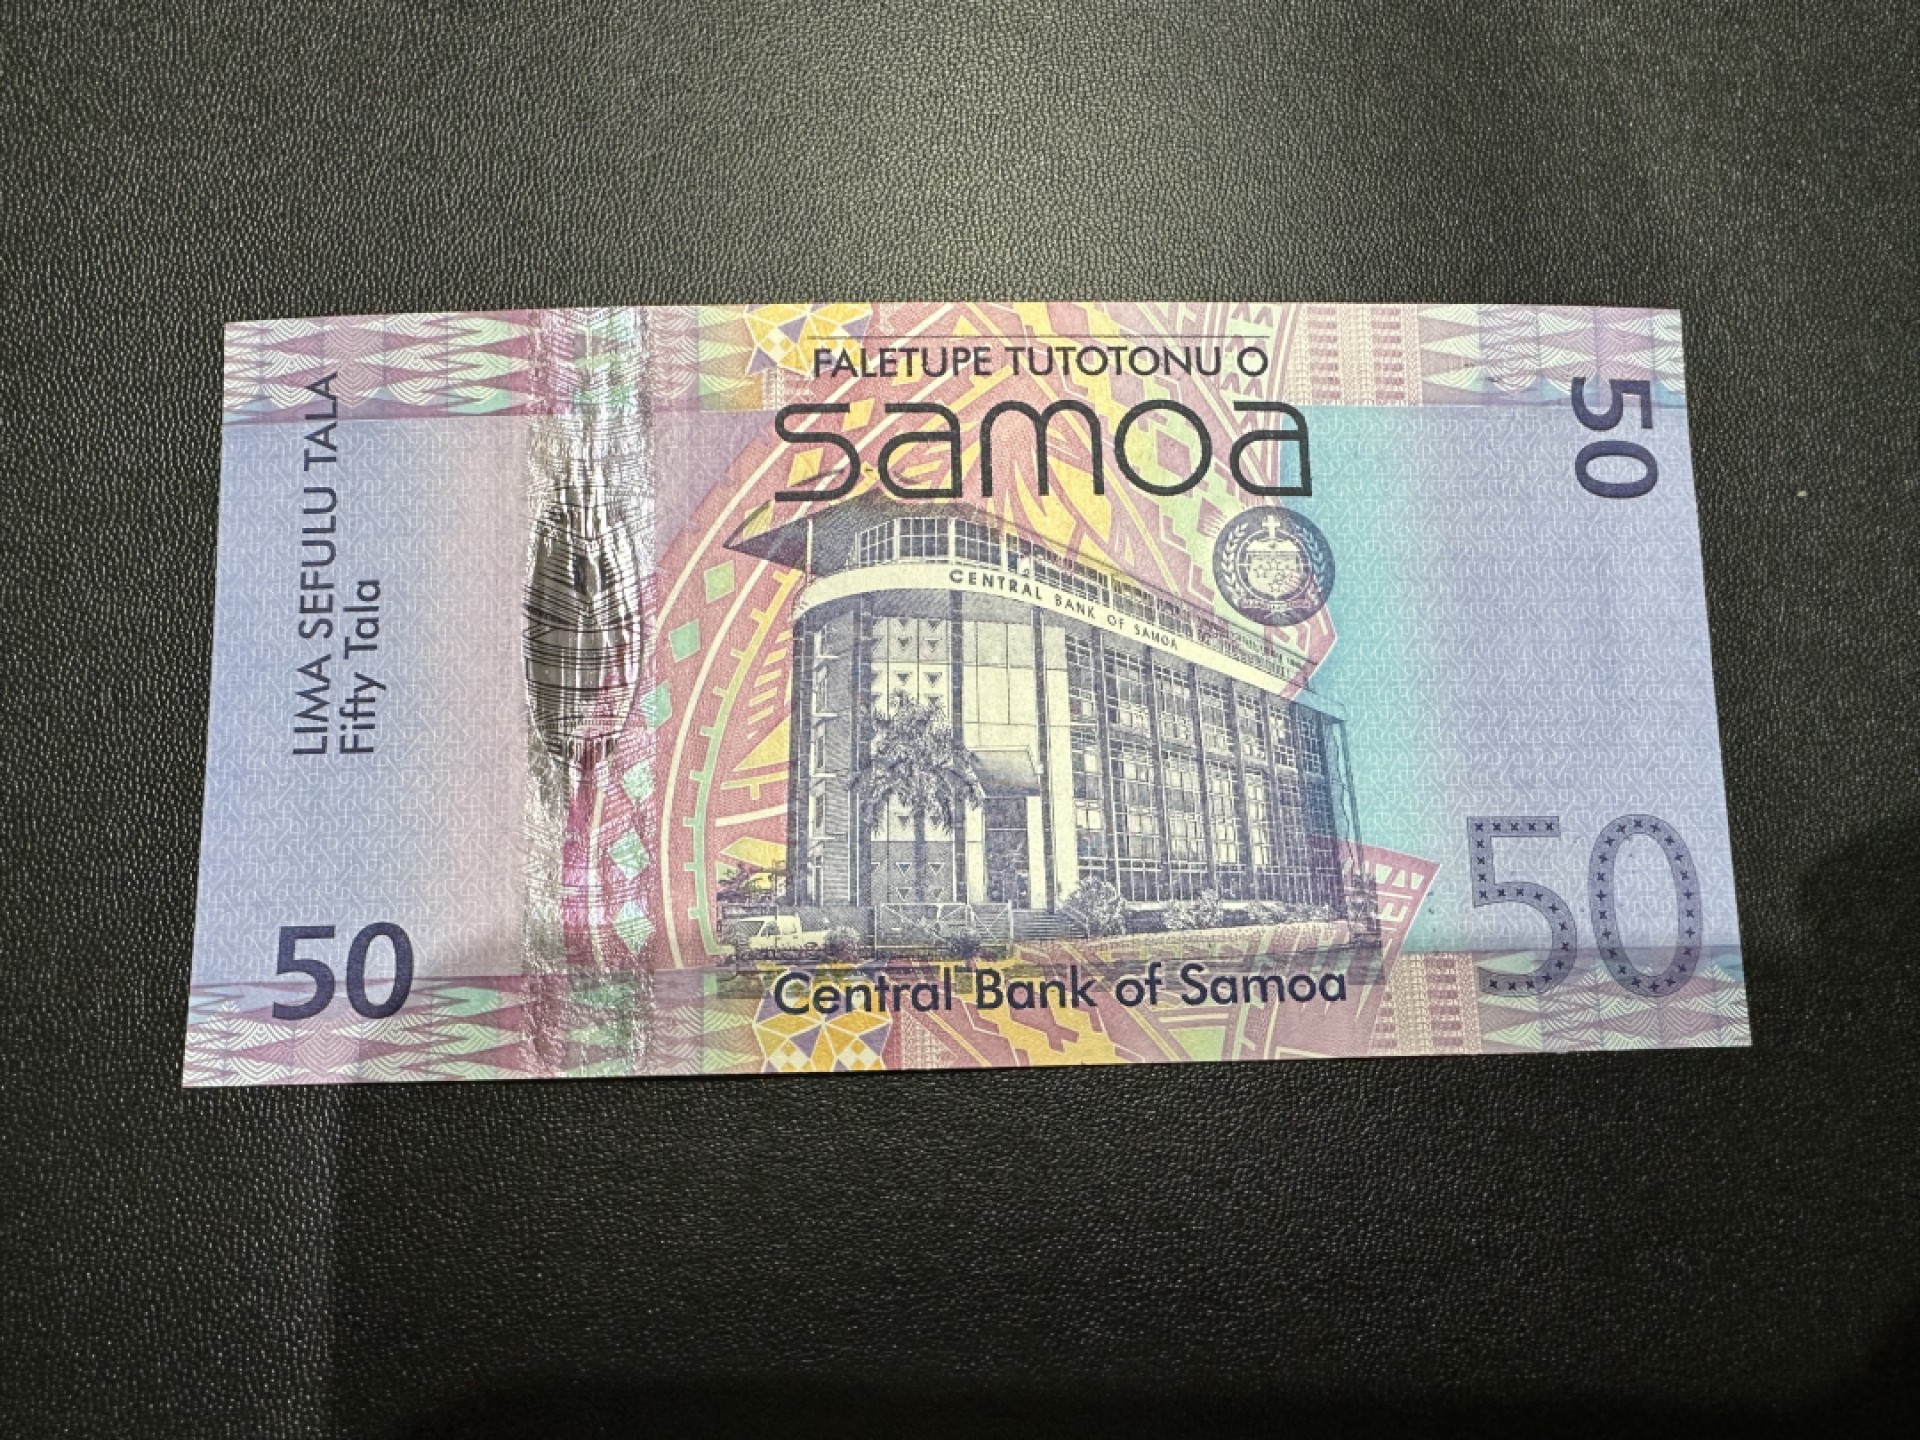 FALETUPE TUTOTONU O
samoa
LIMA SEFULU TALA
Fifty Tala
50
50
CENTRAL BANK OF SAMOA
50
Central Bank of Samoa